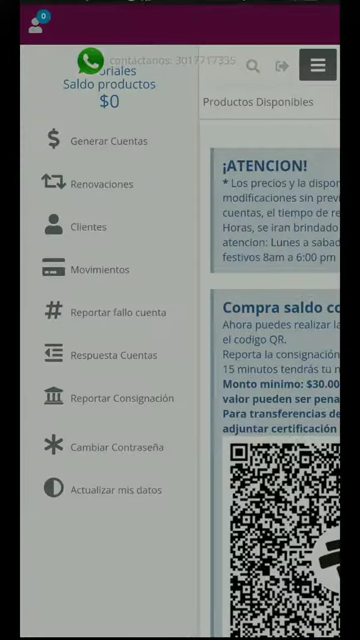 0
contáctanos: 3017717335
oriales
Saldo productos
$0
Generar Cuentas
Renovaciones
Clientes
Movimientos
Reportar fallo cuenta
Respuesta Cuentas
Reportar Consignación
Cambiar Contraseña
Actualizar mis datos
Productos Disponibles
¡ATENCION!
* Los precios y la dispon
modificaciones sin previ
cuentas, el tiempo de re
Horas, se iran brindado
atencion: Lunes a sabad
festivos 8am a 6:00 pm
Compra saldo co
Ahora puedes realizar la
el codigo QR.
Reporta la consignación
15 minutos tendrás tu n
Monto minimo: $30.00
valor pueden ser pena
Para transferencias de
adjuntar certificación